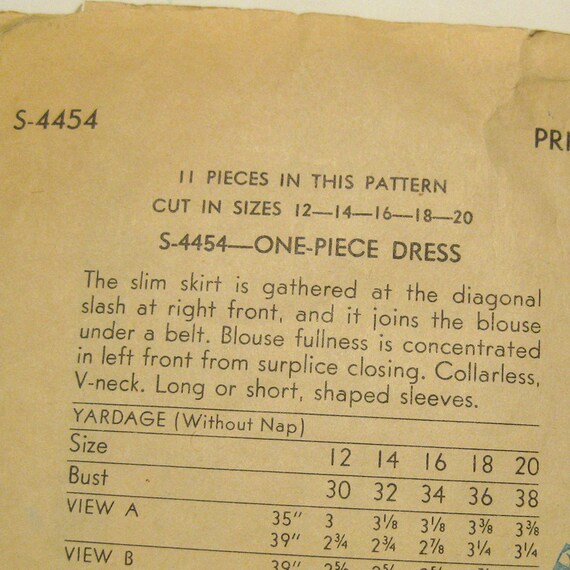 S-4454
PRI
11 PIECES IN THIS PATTERN
CUT IN SIZES 12—14—16—18—20
S-4454—ONE-PIECE DRESS
The slim skirt is gathered at the diagonal
slash at right front, and it joins the blouse
under a belt. Blouse fullness is concentrated
in left front from surplice closing. Collarless,
V-neck. Long or short, shaped sleeves.
YARDAGE (Without Nap)
Size 12 14 16 18 20
Bust 30 32 34 36 38
VIEW A 35" 3 3⅛ 3⅛ 3⅜ 3⅜
39" 2¾ 2¾ 2⅞ 3¼ 3¼
VIEW B 39"